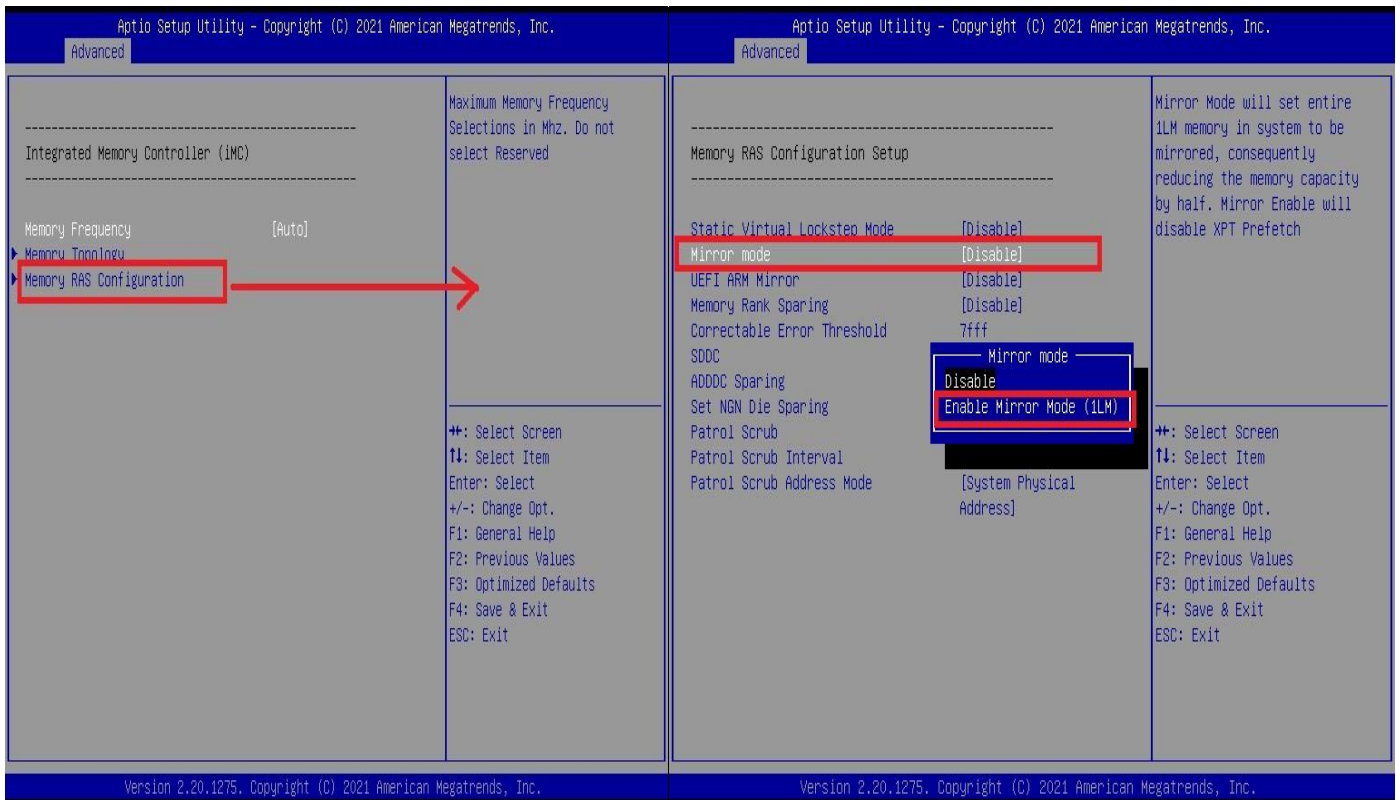 Aptio Setup Utility - Copyright (C) 2021 American Megatrends, Inc.
Advanced
Maximum Memory Frequency
Selections in Mhz. Do not
select Reserved
------------------------------------------------
Integrated Memory Controller (iMC)
------------------------------------------------
Memory Frequency [Auto]
Memory Topology
Memory RAS Configuration
→←: Select Screen
↑↓: Select Item
Enter: Select
+/-: Change Opt.
F1: General Help
F2: Previous Values
F3: Optimized Defaults
F4: Save & Exit
ESC: Exit
Version 2.20.1275. Copyright (C) 2021 American Megatrends, Inc.
Aptio Setup Utility - Copyright (C) 2021 American Megatrends, Inc.
Advanced
------------------------------------------------
Memory RAS Configuration Setup
------------------------------------------------
Static Virtual Lockstep Mode [Disable]
Mirror mode [Disable]
UEFI ARM Mirror [Disable]
Memory Rank Sparing [Disable]
Correctable Error Threshold 7fff
SDDC
ADDDC Sparing
Set NGN Die Sparing
Patrol Scrub
Patrol Scrub Interval
Patrol Scrub Address Mode [System Physical
Address]
Mirror mode
Disable
Enable Mirror Mode (1LM)
Mirror Mode will set entire
1LM memory in system to be
mirrored, consequently
reducing the memory capacity
by half. Mirror Enable will
disable XPT Prefetch
→←: Select Screen
↑↓: Select Item
Enter: Select
+/-: Change Opt.
F1: General Help
F2: Previous Values
F3: Optimized Defaults
F4: Save & Exit
ESC: Exit
Version 2.20.1275. Copyright (C) 2021 American Megatrends, Inc.